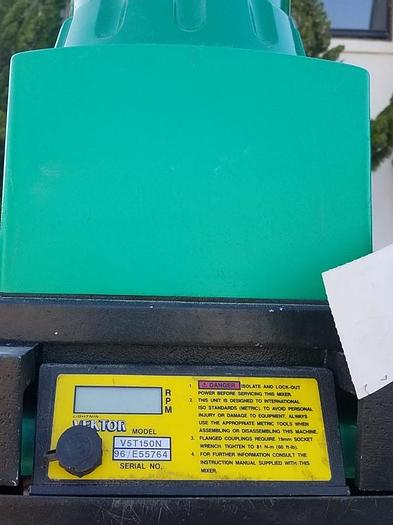 RPM
LIGHTNIN
VEKTOR
MODEL
V5T150N
96/E55764
SERIAL NO.
1. ⚠ DANGER ISOLATE AND LOCK-OUT
POWER BEFORE SERVICING THIS MIXER.
2. THIS UNIT IS DESIGNED TO INTERNATIONAL
ISO STANDARDS (METRIC). TO AVOID PERSONAL
INJURY OR DAMAGE TO EQUIPMENT, ALWAYS
USE THE APPROPRIATE METRIC TOOLS WHEN
ASSEMBLING OR DISASSEMBLING THIS MACHINE.
3. FLANGED COUPLINGS REQUIRE 19mm SOCKET
WRENCH. TIGHTEN TO 81 N-m (60 ft-lb).
4. FOR FURTHER INFORMATION CONSULT THE
INSTRUCTION MANUAL SUPPLIED WITH THIS
MIXER.